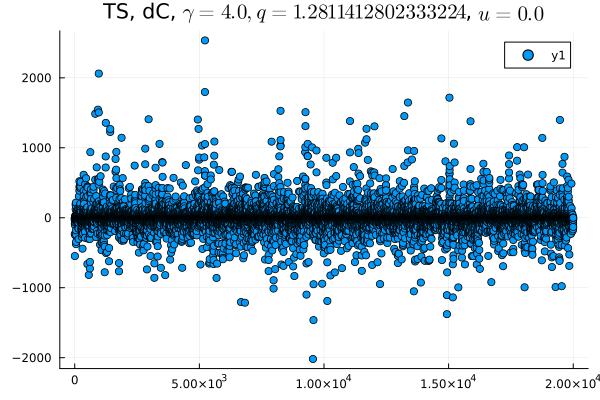 TS, dC, γ = 4.0, q = 1.2811412802333224, u = 0.0
y1
2000
1000
0
−1000
−2000
0 5.00×10³ 1.00×10⁴ 1.50×10⁴ 2.00×10⁴